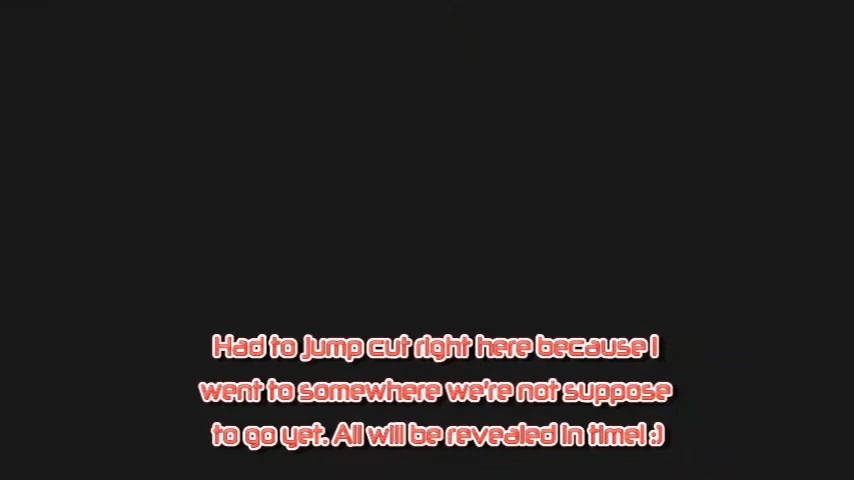 Had to jump cut right here because I
went to somewhere we're not suppose
to go yet. All will be revealed in time! :)